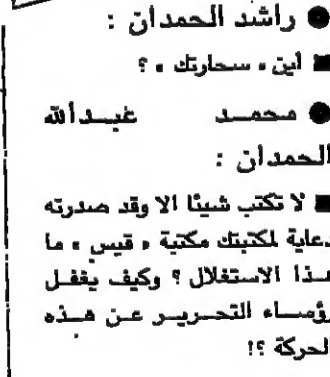 ● راشد الحمدان :
■ اين « سحارتك » ؟
● محمد عبدالله
الحمدان :
■ لا تكتب شيئا الا وقد صدرته
دعاية لمكتبتك مكتبة « قيس » ما
هذا الاستغلال ؟ وكيف يغفل
رؤساء التحرير عن هذه
الحركة ؟!